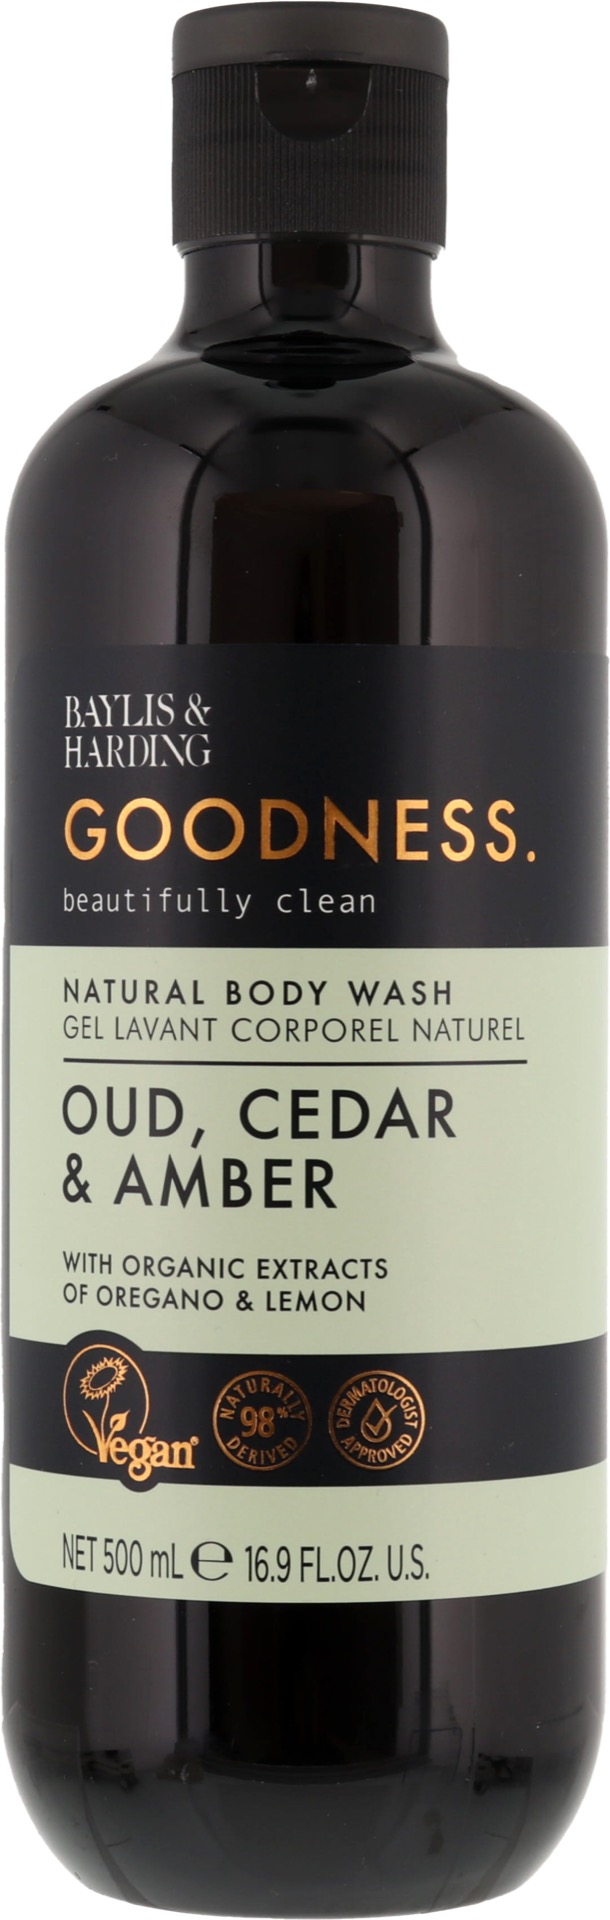 BAYLIS &
HARDING
GOODNESS.
beautifully clean
NATURAL BODY WASH
GEL LAVANT CORPOREL NATUREL
OUD, CEDAR
& AMBER
WITH ORGANIC EXTRACTS
OF OREGANO & LEMON
Vegan®
NATURALLY
98%
DERIVED
DERMATOLOGIST
APPROVED
NET 500 mL ℮ 16.9 FL.OZ. U.S.